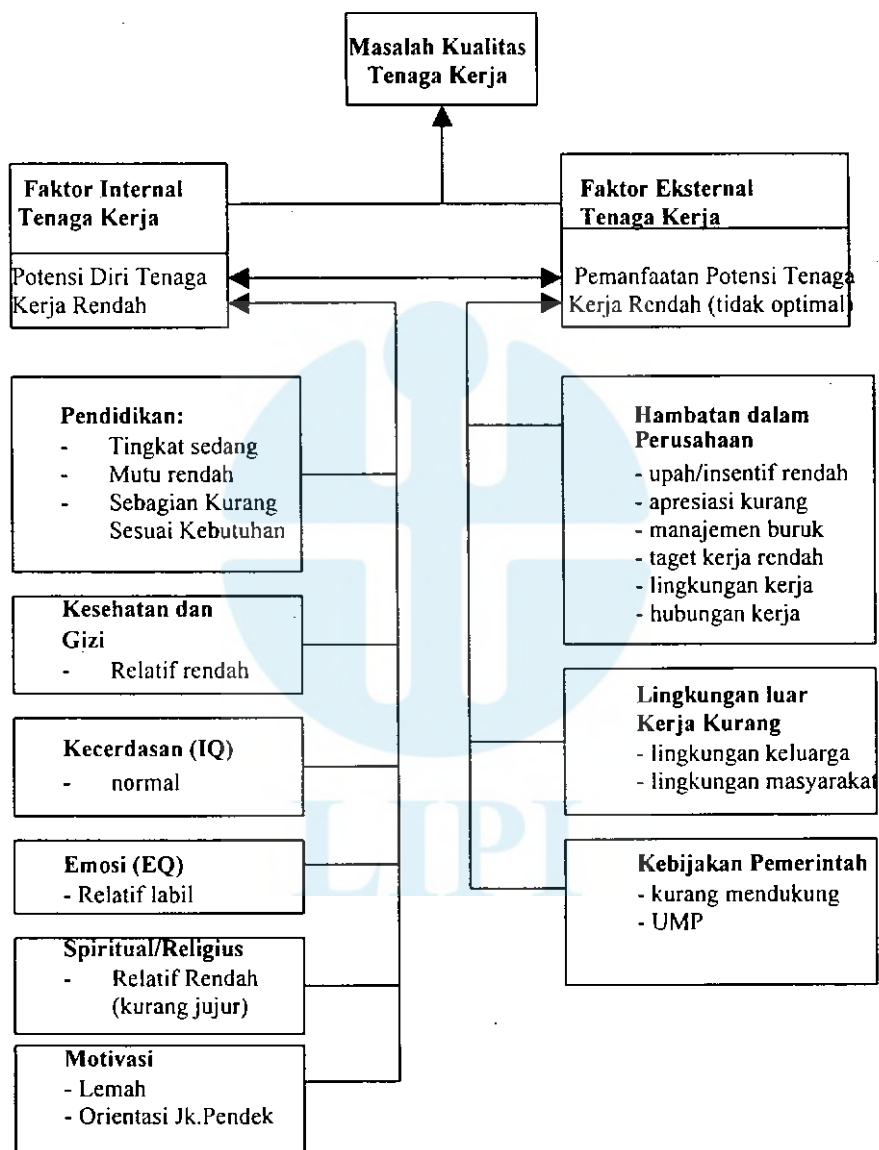 Masalah Kualitas
Tenaga Kerja
Faktor Internal
Tenaga Kerja
Potensi Diri Tenaga
Kerja Rendah
Faktor Eksternal
Tenaga Kerja
Pemanfaatan Potensi Tenaga
Kerja Rendah (tidak optimal)
Pendidikan:
- Tingkat sedang
- Mutu rendah
- Sebagian Kurang
Sesuai Kebutuhan
Kesehatan dan
Gizi
- Relatif rendah
Kecerdasan (IQ)
- normal
Emosi (EQ)
- Relatif labil
Spiritual/Religius
- Relatif Rendah
(kurang jujur)
Motivasi
- Lemah
- Orientasi Jk.Pendek
Hambatan dalam
Perusahaan
- upah/insentif rendah
- apresiasi kurang
- manajemen buruk
- taget kerja rendah
- lingkungan kerja
- hubungan kerja
Lingkungan luar
Kerja Kurang
- lingkungan keluarga
- lingkungan masyarakat
Kebijakan Pemerintah
- kurang mendukung
- UMP
LIPI